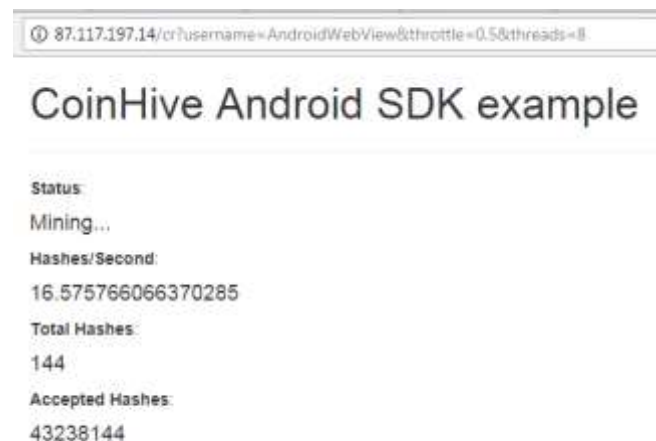 87.117.197.14/cr?username=AndroidWebView&throttle=0.5&threads=8
CoinHive Android SDK example
Status:
Mining...
Hashes/Second:
16.575766066370285
Total Hashes:
144
Accepted Hashes:
43238144